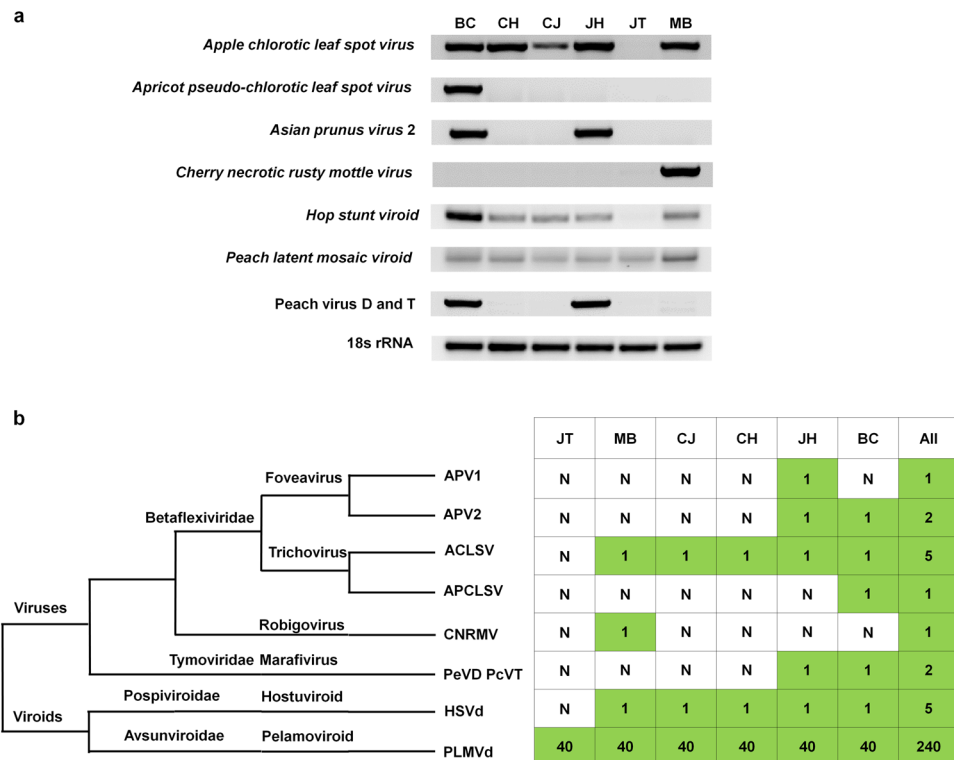 a
BC CH CJ JH JT MB
Apple chlorotic leaf spot virus
Apricot pseudo-chlorotic leaf spot virus
Asian prunus virus 2
Cherry necrotic rusty mottle virus
Hop stunt viroid
Peach latent mosaic viroid
Peach virus D and T
18s rRNA
b
JT MB CJ CH JH BC All
Foveavirus APV1 N N N N 1 N 1
Betaflexiviridae APV2 N N N N 1 1 2
Trichovirus ACLSV N 1 1 1 1 1 5
APCLSV N N N N N 1 1
Viruses
Robigovirus CNRMV N 1 N N N N 1
Tymoviridae Marafivirus PeVD PcVT N N N N 1 1 2
Pospiviroidae Hostuviroid HSVd N 1 1 1 1 1 5
Viroids
Avsunviroidae Pelamoviroid PLMVd 40 40 40 40 40 40 240